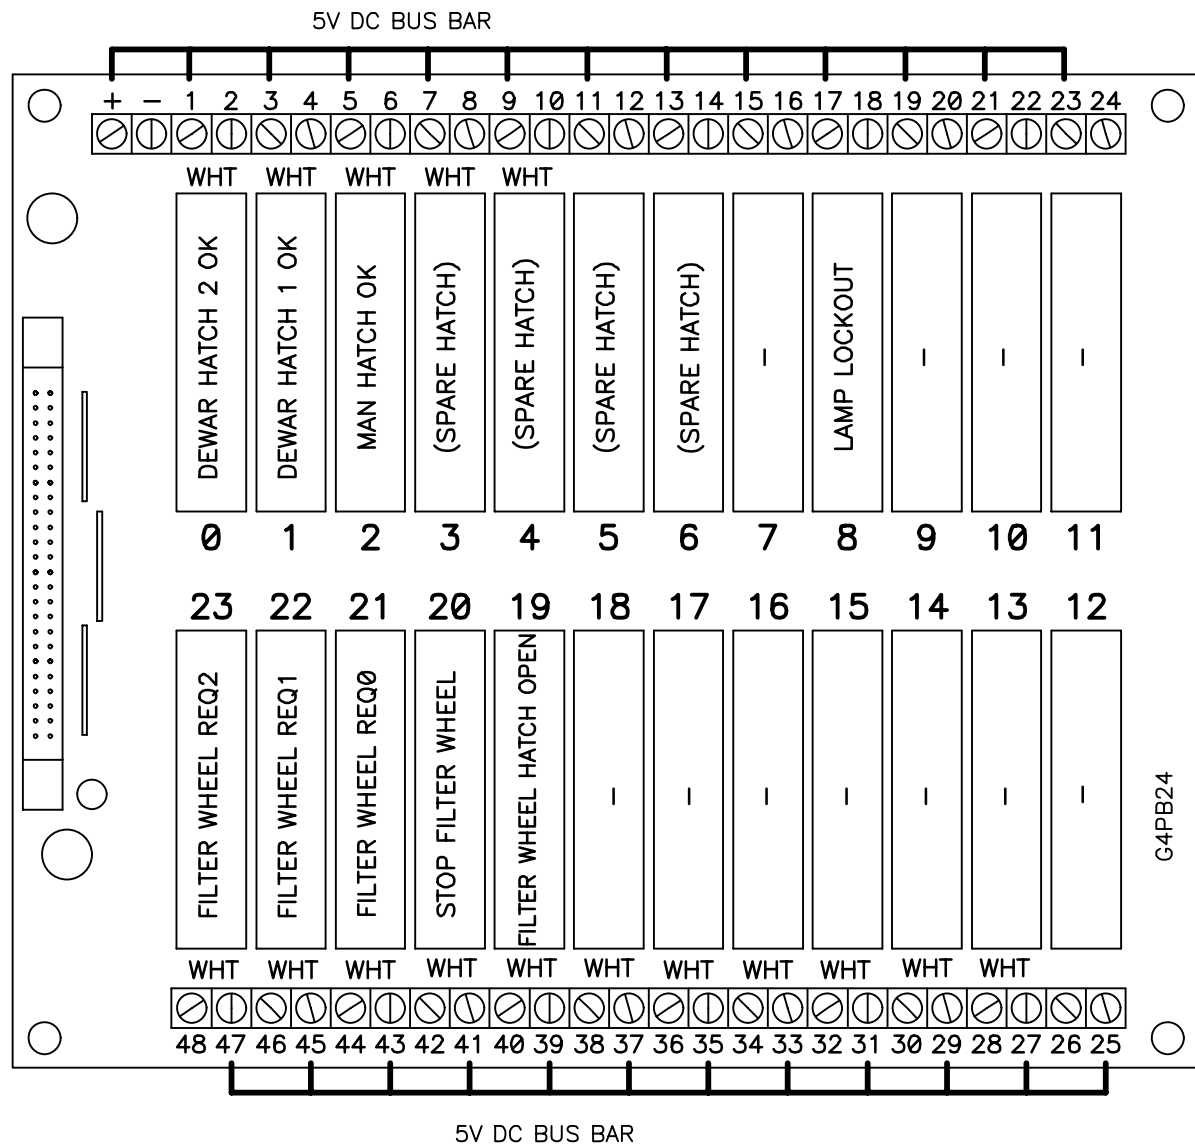 5V DC BUS BAR
+ − 1 2 3 4 5 6 7 8 9 10 11 12 13 14 15 16 17 18 19 20 21 22 23 24
WHT WHT WHT WHT WHT
DEWAR HATCH 2 OK
DEWAR HATCH 1 OK
MAN HATCH OK
(SPARE HATCH)
(SPARE HATCH)
(SPARE HATCH)
(SPARE HATCH)
–
LAMP LOCKOUT
–
–
–
0 1 2 3 4 5 6 7 8 9 10 11
23 22 21 20 19 18 17 16 15 14 13 12
FILTER WHEEL REQ2
FILTER WHEEL REQ1
FILTER WHEEL REQ0
STOP FILTER WHEEL
FILTER WHEEL HATCH OPEN
–
–
–
–
–
–
–
G4PB24
WHT WHT WHT WHT WHT WHT WHT WHT WHT WHT WHT
48 47 46 45 44 43 42 41 40 39 38 37 36 35 34 33 32 31 30 29 28 27 26 25
5V DC BUS BAR